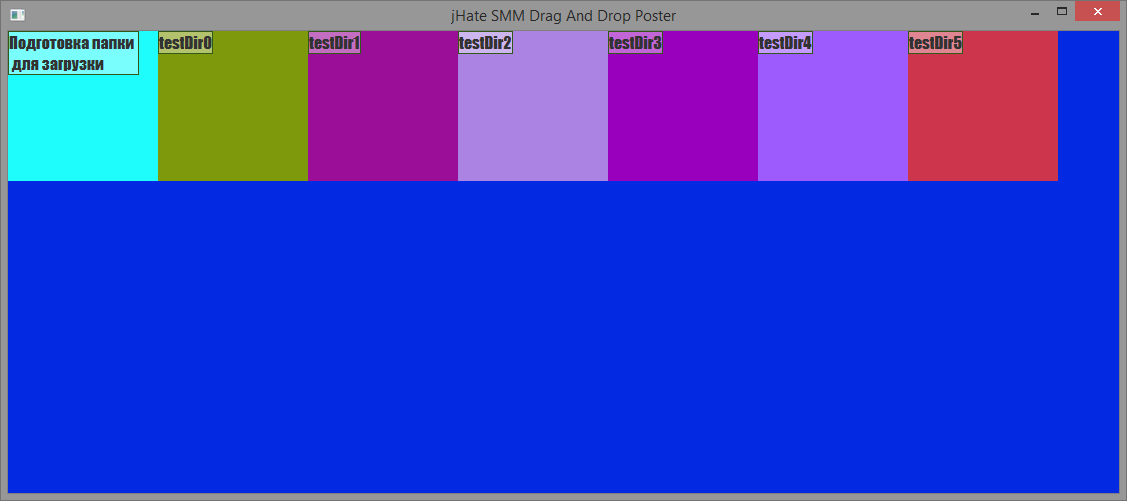 jHate SMM Drag And Drop Poster
Подготовка папки
для загрузки
testDir0
testDir1
testDir2
testDir3
testDir4
testDir5